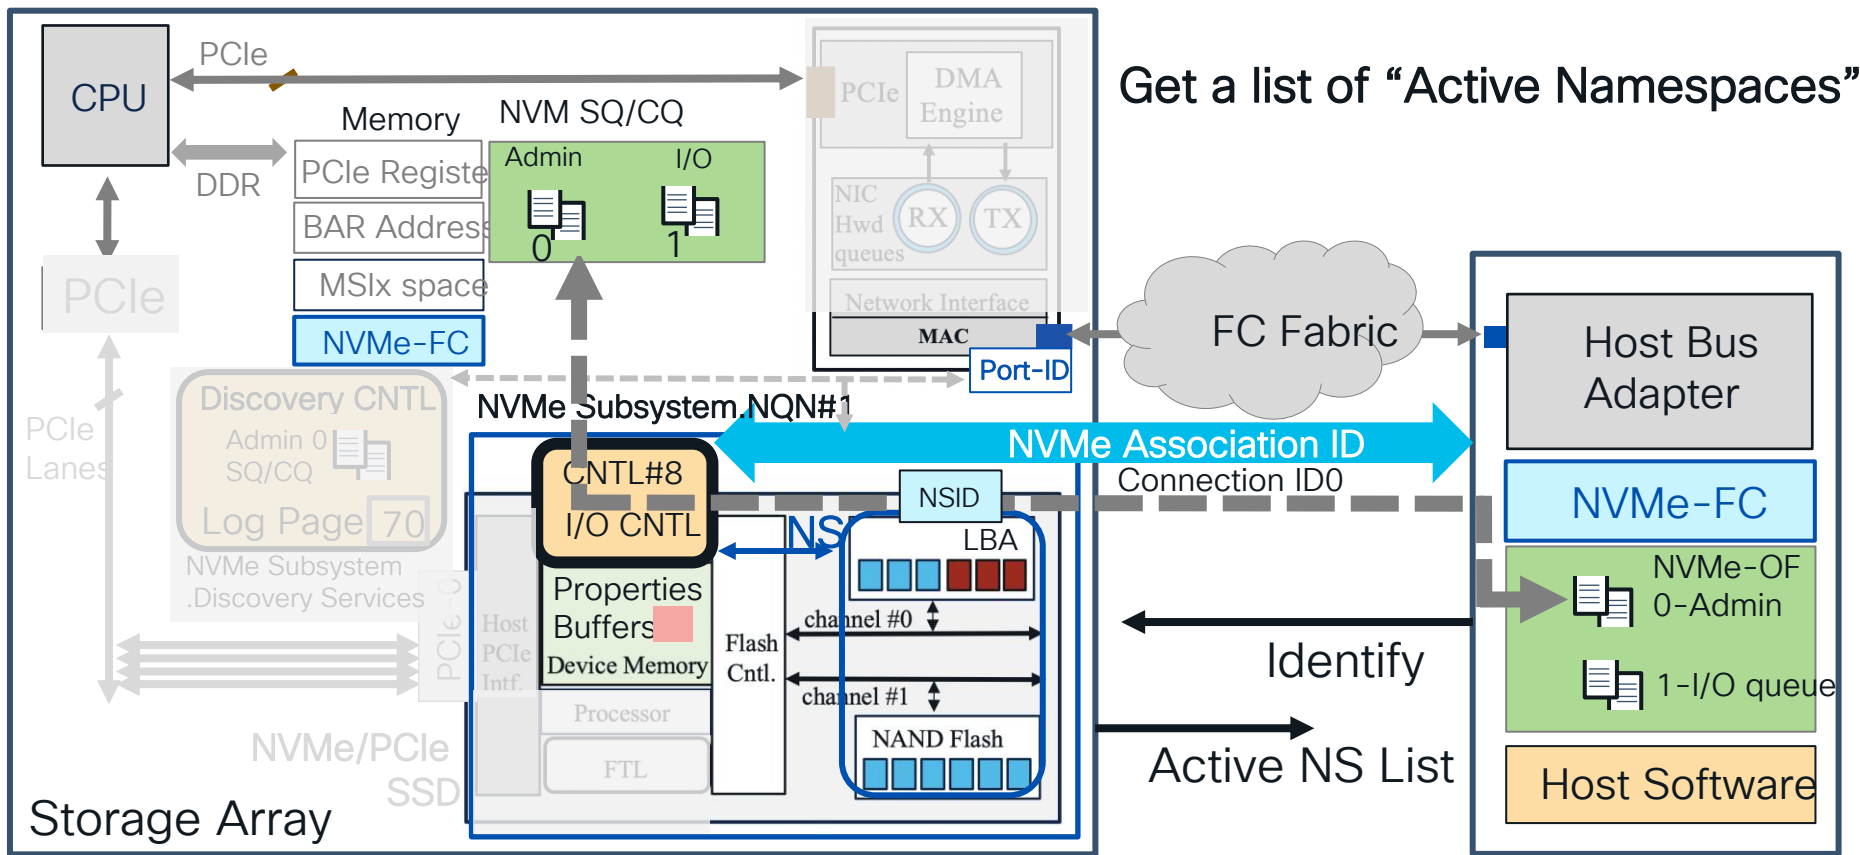 Get a list of “Active Namespaces”
CPU
PCIe
Memory
NVM SQ/CQ
DDR
PCIe Registe
BAR Address
MSIx space
NVMe-FC
Admin
I/O
0
1
PCIe
DMA
Engine
NIC
Hwd
queues
RX
TX
Network Interface
MAC
Port-ID
FC Fabric
Host Bus
Adapter
PCIe
PCIe
Lanes
Discovery CNTL
Admin 0
SQ/CQ
Log Page
70
NVMe Subsystem
.Discovery Services
NVMe Subsystem.NQN#1
NVMe Association ID
Connection ID0
CNTL#8
I/O CNTL
NSID
NS
LBA
Properties
Buffers
Device Memory
PCIe-0
Host
PCIe
Intf.
Processor
FTL
Flash
Cntl.
channel #0
channel #1
NAND Flash
NVMe/PCIe
SSD
Storage Array
Identify
Active NS List
NVMe-FC
NVMe-OF
0-Admin
1-I/O queue
Host Software